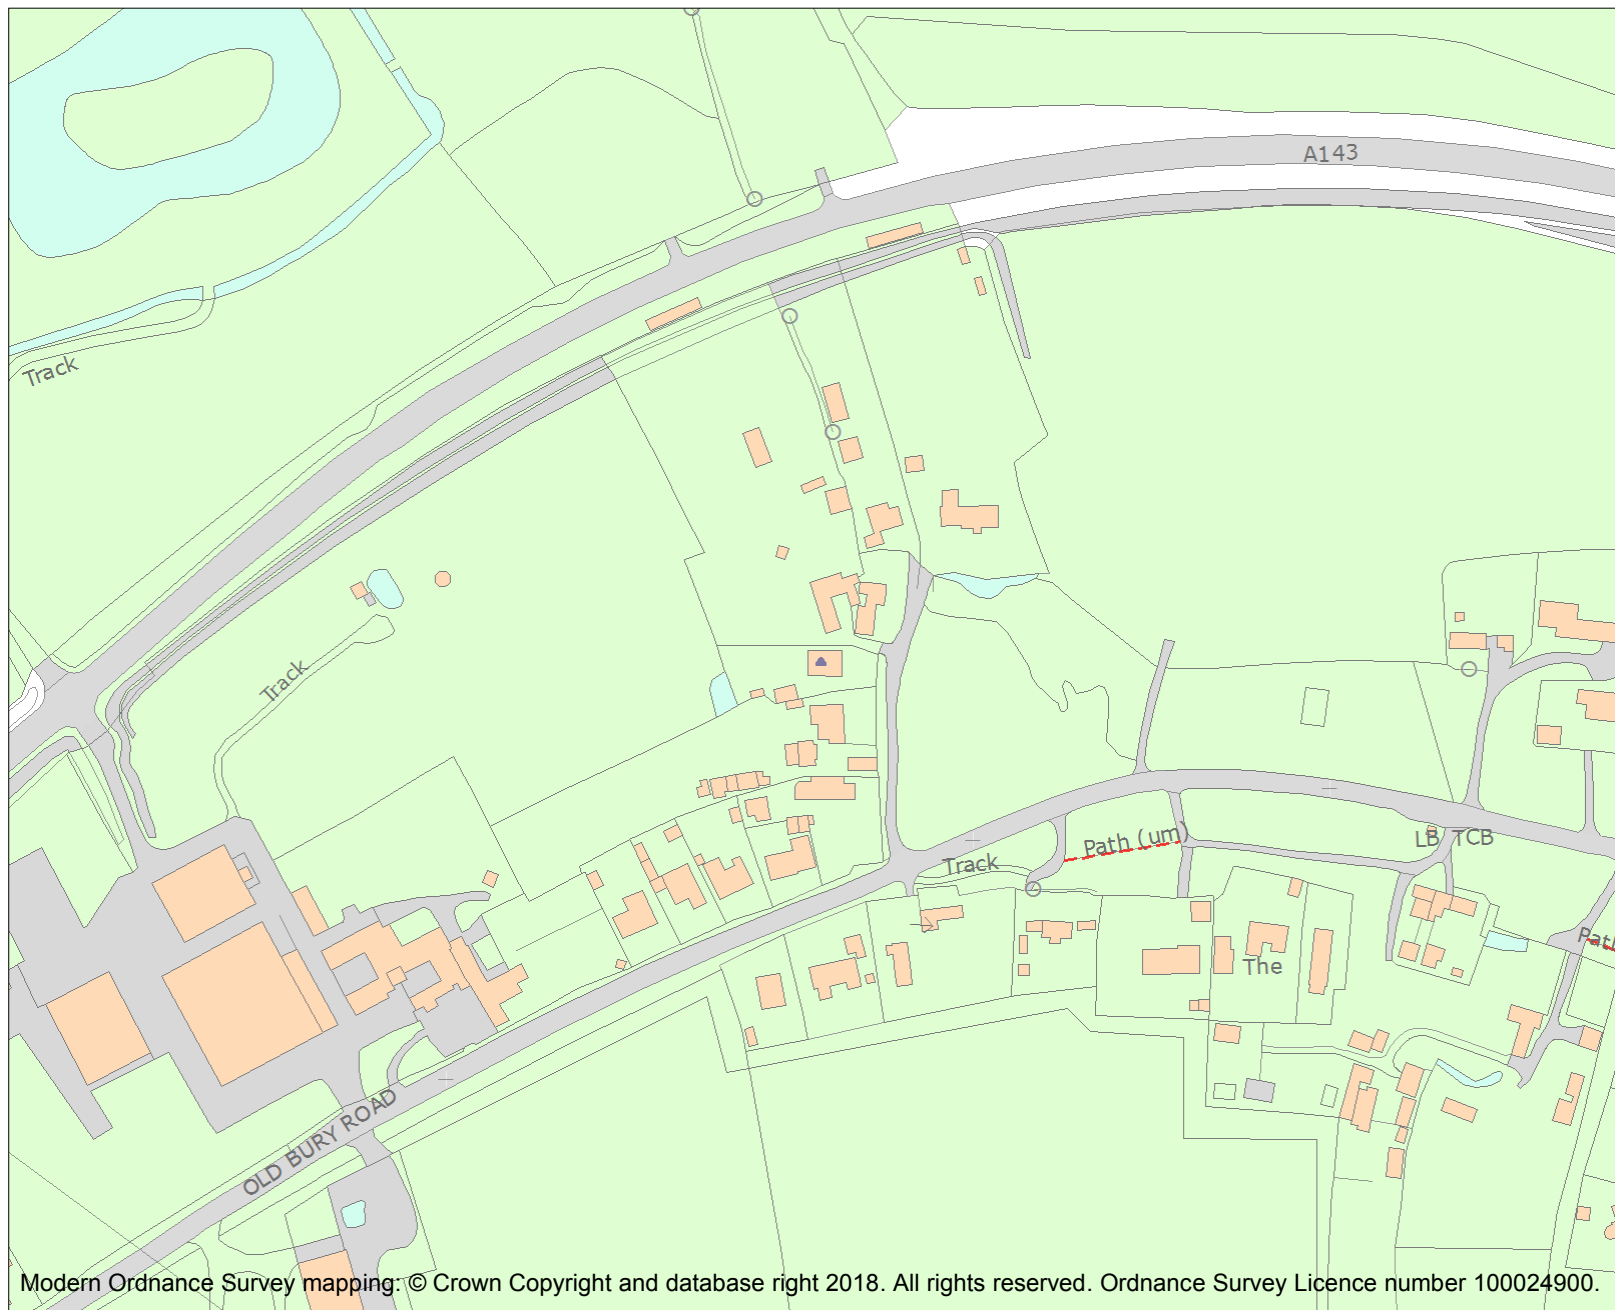 A143
Track
Track
Path (um)
LB TCB
Track
Path
The
OLD BURY ROAD
Modern Ordnance Survey mapping: © Crown Copyright and database right 2018. All rights reserved. Ordnance Survey Licence number 100024900.